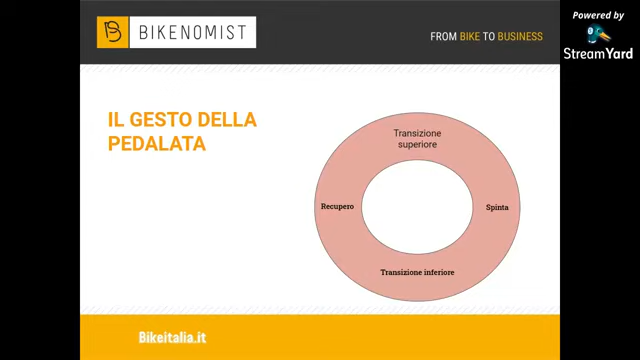 Powered by
StreamYard
BIKENOMIST
FROM BIKE TO BUSINESS
IL GESTO DELLA
PEDALATA
Transizione
superiore
Recupero
Spinta
Transizione inferiore
Bikeitalia.it